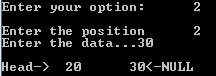 Enter your option:      2
Enter the position      2
Enter the data...30
Head->  20      30<-NULL